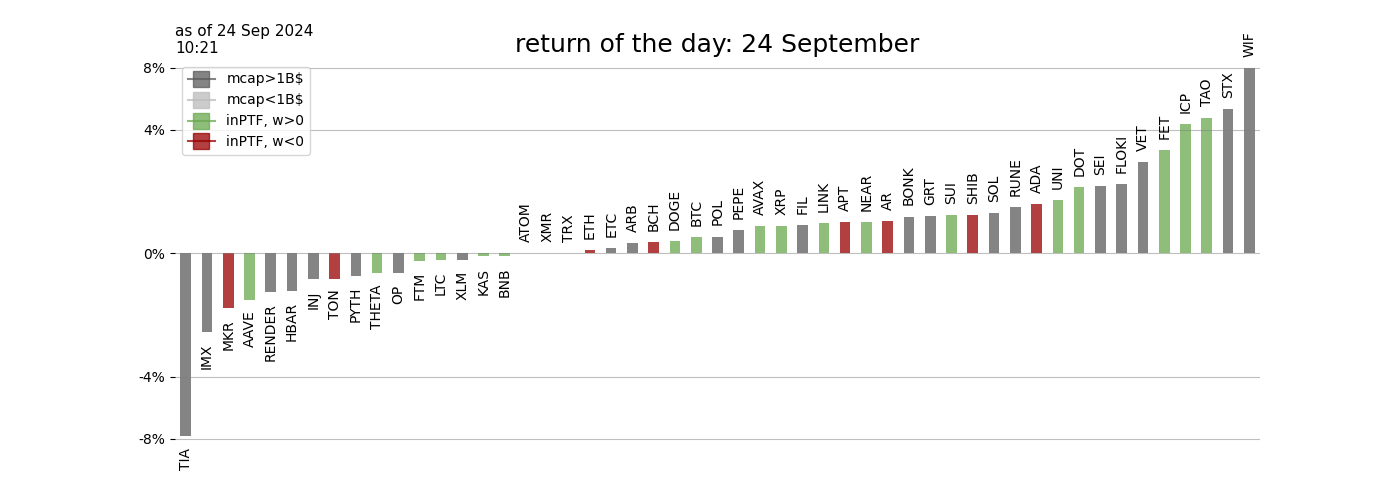 as of 24 Sep 2024
10:21
return of the day: 24 September
8%
4%
0%
-4%
-8%
mcap>1B$
mcap<1B$
inPTF, w>0
inPTF, w<0
TIA
IMX
MKR
AAVE
RENDER
HBAR
INJ
TON
PYTH
THETA
OP
FTM
LTC
XLM
KAS
BNB
ATOM
XMR
TRX
ETH
ETC
ARB
BCH
DOGE
BTC
POL
PEPE
AVAX
XRP
FIL
LINK
APT
NEAR
AR
BONK
GRT
SUI
SHIB
SOL
RUNE
ADA
UNI
DOT
SEI
FLOKI
VET
FET
ICP
TAO
STX
WIF